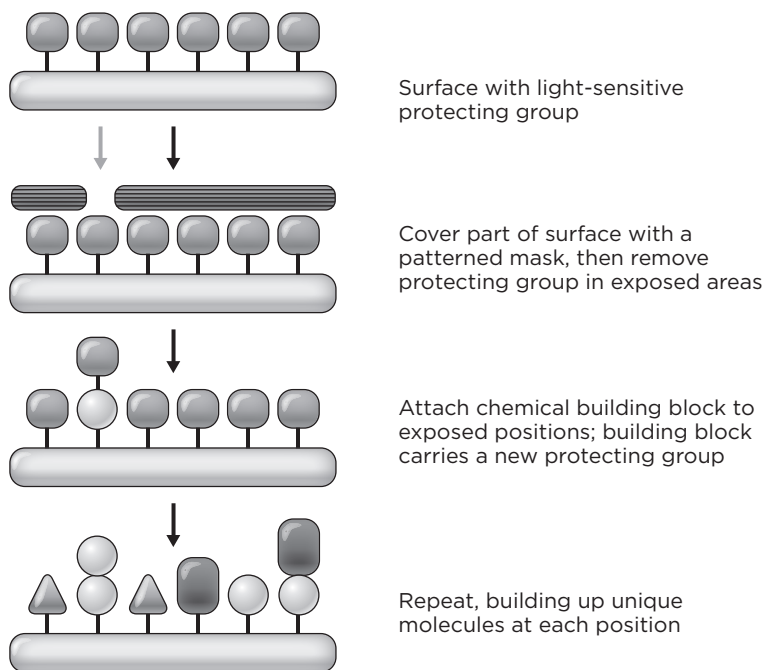 Surface with light-sensitive
protecting group
Cover part of surface with a
patterned mask, then remove
protecting group in exposed areas
Attach chemical building block to
exposed positions; building block
carries a new protecting group
Repeat, building up unique
molecules at each position